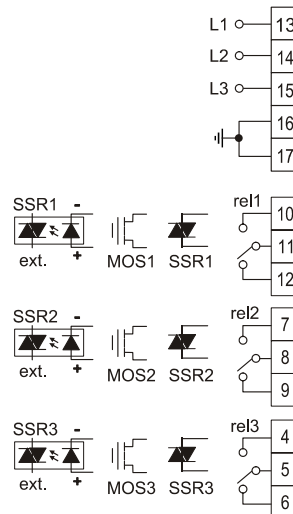 L1 13
L2 14
L3 15
16
17
SSR1 - rel1 10
11
ext. + MOS1 SSR1 12
SSR2 - rel2 7
8
ext. + MOS2 SSR2 9
SSR3 - rel3 4
5
ext. + MOS3 SSR3 6